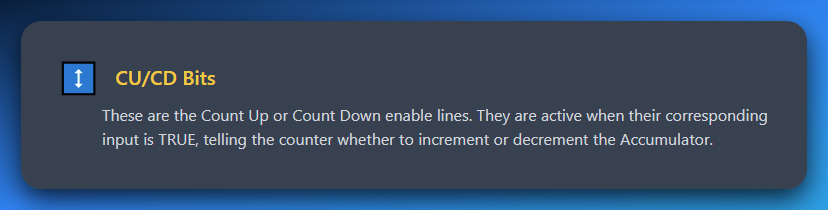 CU/CD Bits
These are the Count Up or Count Down enable lines. They are active when their corresponding
input is TRUE, telling the counter whether to increment or decrement the Accumulator.